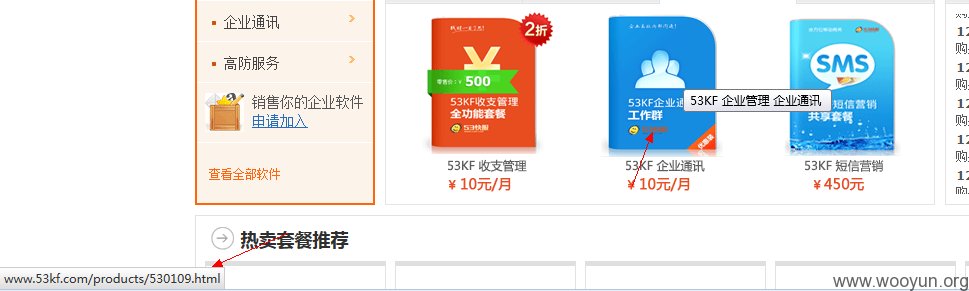 企业通讯
高防服务
销售你的企业软件
申请加入
查看全部软件
2折
零售价:￥ 500
53KF收支管理
全功能套餐
53快服
53KF 收支管理
¥ 10元/月
53KF 企业通
工作群
53KF 企业管理 企业通讯
53KF 企业通讯
¥ 10元/月
SMS
短信营销
共享套餐
53KF 短信营销
¥ 450元
12
购
12
购
12
购
12
购
热卖套餐推荐
www.53kf.com/products/530109.html
www.wooyun.org